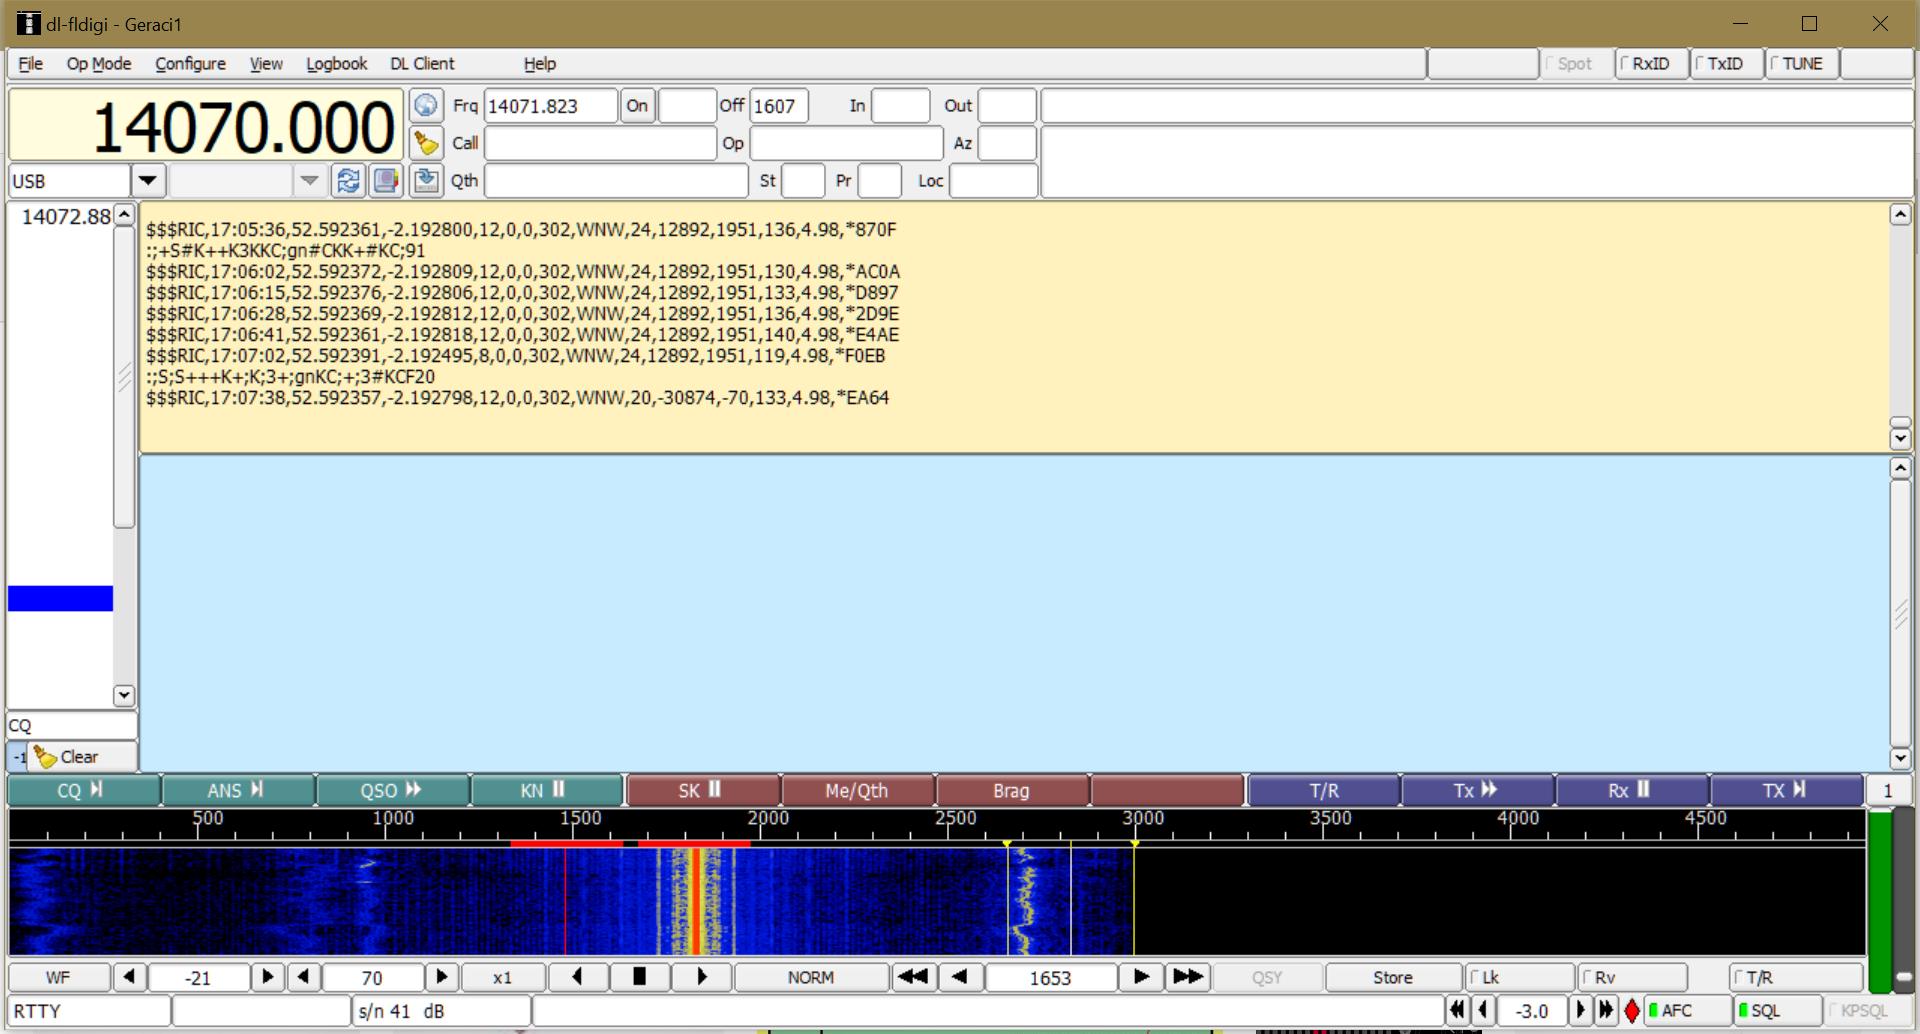 dl-fldigi - Geraci1
File Op Mode Configure View Logbook DL Client Help Spot RxID TxID TUNE
14070.000 Frq 14071.823 On Off 1607 In Out
Call Op Az
USB Qth St Pr Loc
14072.88
$$$RIC,17:05:36,52.592361,-2.192800,12,0,0,302,WNW,24,12892,1951,136,4.98,*870F
:;+S#K++K3KKC;gn#CKK+#KC;91
$$$RIC,17:06:02,52.592372,-2.192809,12,0,0,302,WNW,24,12892,1951,130,4.98,*AC0A
$$$RIC,17:06:15,52.592376,-2.192806,12,0,0,302,WNW,24,12892,1951,133,4.98,*D897
$$$RIC,17:06:28,52.592369,-2.192812,12,0,0,302,WNW,24,12892,1951,136,4.98,*2D9E
$$$RIC,17:06:41,52.592361,-2.192818,12,0,0,302,WNW,24,12892,1951,140,4.98,*E4AE
$$$RIC,17:07:02,52.592391,-2.192495,8,0,0,302,WNW,24,12892,1951,119,4.98,*F0EB
:;S;S+++K+;K;3+;gnKC;+;3#KCF20
$$$RIC,17:07:38,52.592357,-2.192798,12,0,0,302,WNW,20,-30874,-70,133,4.98,*EA64
CQ
-1 Clear
CQ ANS QSO KN SK Me/Qth Brag T/R Tx Rx TX 1
500 1000 1500 2000 2500 3000 3500 4000 4500
WF -21 70 x1 NORM 1653 QSY Store Lk Rv T/R
RTTY s/n 41 dB -3.0 AFC SQL KPSQL